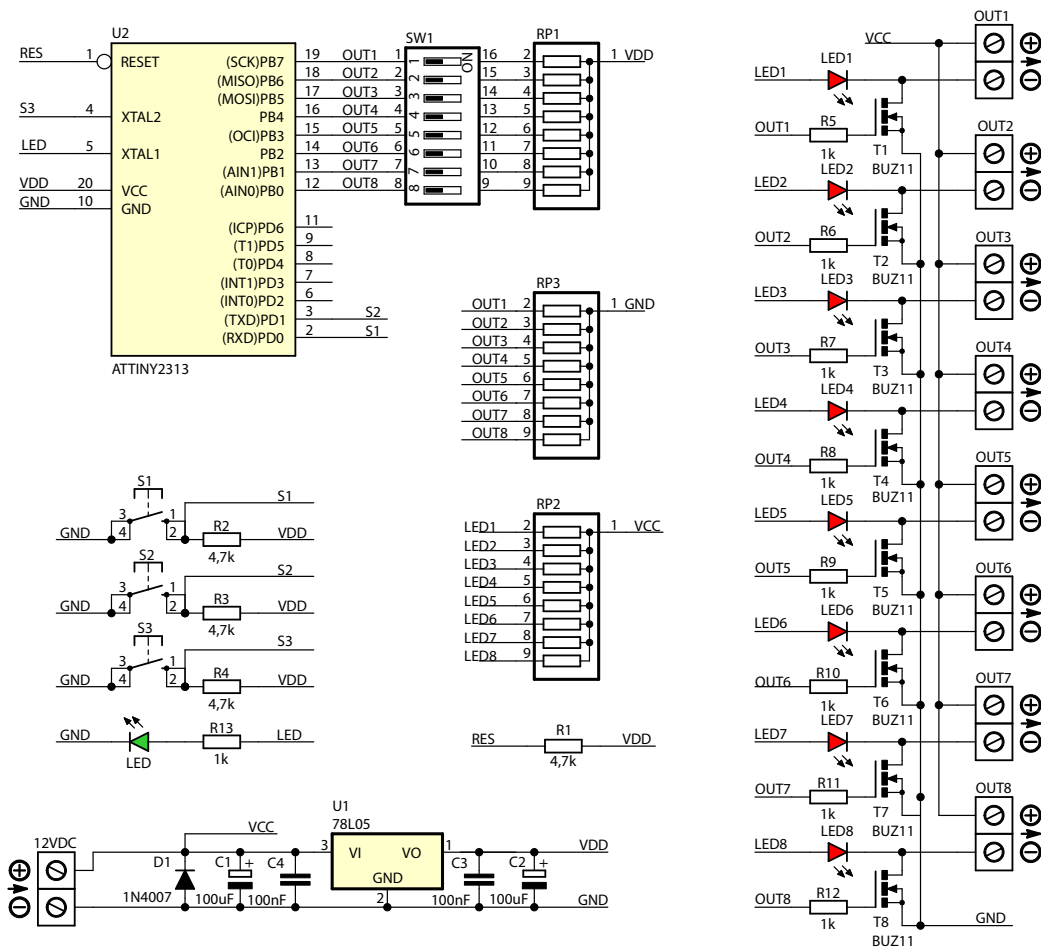 U2
RES 1 RESET (SCK)PB7 19 OUT1
(MISO)PB6 18 OUT2
(MOSI)PB5 17 OUT3
S3 4 XTAL2 PB4 16 OUT4
(OCI)PB3 15 OUT5
LED 5 XTAL1 PB2 14 OUT6
(AIN1)PB1 13 OUT7
VDD 20 VCC (AIN0)PB0 12 OUT8
GND 10 GND
(ICP)PD6 11
(T1)PD5 9
(T0)PD4 8
(INT1)PD3 7
(INT0)PD2 6
(TXD)PD1 3 S2
(RXD)PD0 2 S1
ATTINY2313
SW1
ON
1 1 16
2 2 15
3 3 14
4 4 13
5 5 12
6 6 11
7 7 10
8 8 9
RP1
2 1 VDD
3
4
5
6
7
8
9
RP3
OUT1 2 1 GND
OUT2 3
OUT3 4
OUT4 5
OUT5 6
OUT6 7
OUT7 8
OUT8 9
RP2
LED1 2 1 VCC
LED2 3
LED3 4
LED4 5
LED5 6
LED6 7
LED7 8
LED8 9
S1
S1
GND 3 4 1 2 R2 VDD
4,7k
S2
S2
GND 3 4 1 2 R3 VDD
4,7k
S3
S3
GND 3 4 1 2 R4 VDD
4,7k
GND LED R13 LED
1k
RES R1 VDD
4,7k
12VDC
VCC
D1
1N4007
C1 +
100uF
C4
100nF
U1
78L05
3 VI VO 1
GND
2
C3
100nF
C2 +
100uF
VDD
GND
VCC
OUT1
LED1 LED1
OUT1 R5 T1
1k BUZ11
OUT2
LED2 LED2
OUT2 R6 T2
1k BUZ11
OUT3
LED3 LED3
OUT3 R7 T3
1k BUZ11
OUT4
LED4 LED4
OUT4 R8 T4
1k BUZ11
OUT5
LED5 LED5
OUT5 R9 T5
1k BUZ11
OUT6
LED6 LED6
OUT6 R10 T6
1k BUZ11
OUT7
LED7 LED7
OUT7 R11 T7
1k BUZ11
OUT8
LED8 LED8
OUT8 R12 T8
1k BUZ11
GND